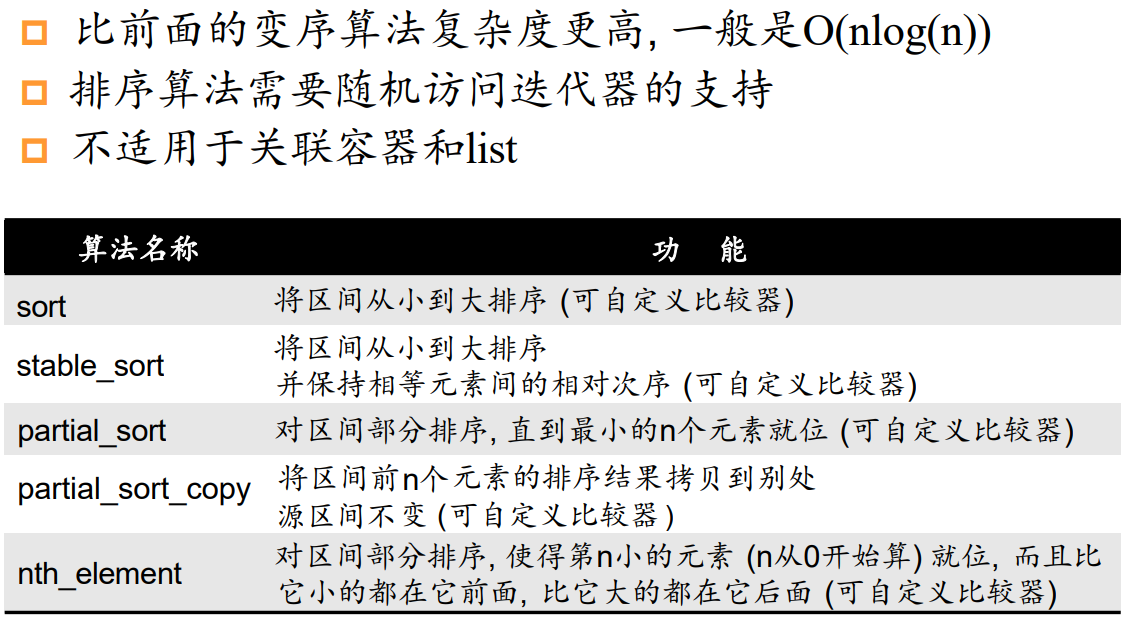 比前面的变序算法复杂度更高, 一般是O(nlog(n))
排序算法需要随机访问迭代器的支持
不适用于关联容器和list
算法名称 功 能
sort 将区间从小到大排序 (可自定义比较器)
stable_sort 将区间从小到大排序
并保持相等元素间的相对次序 (可自定义比较器)
partial_sort 对区间部分排序, 直到最小的n个元素就位 (可自定义比较器)
partial_sort_copy 将区间前n个元素的排序结果拷贝到别处
源区间不变 (可自定义比较器 )
nth_element 对区间部分排序, 使得第n小的元素 (n从0开始算) 就位, 而且比
它小的都在它前面, 比它大的都在它后面 (可自定义比较器)